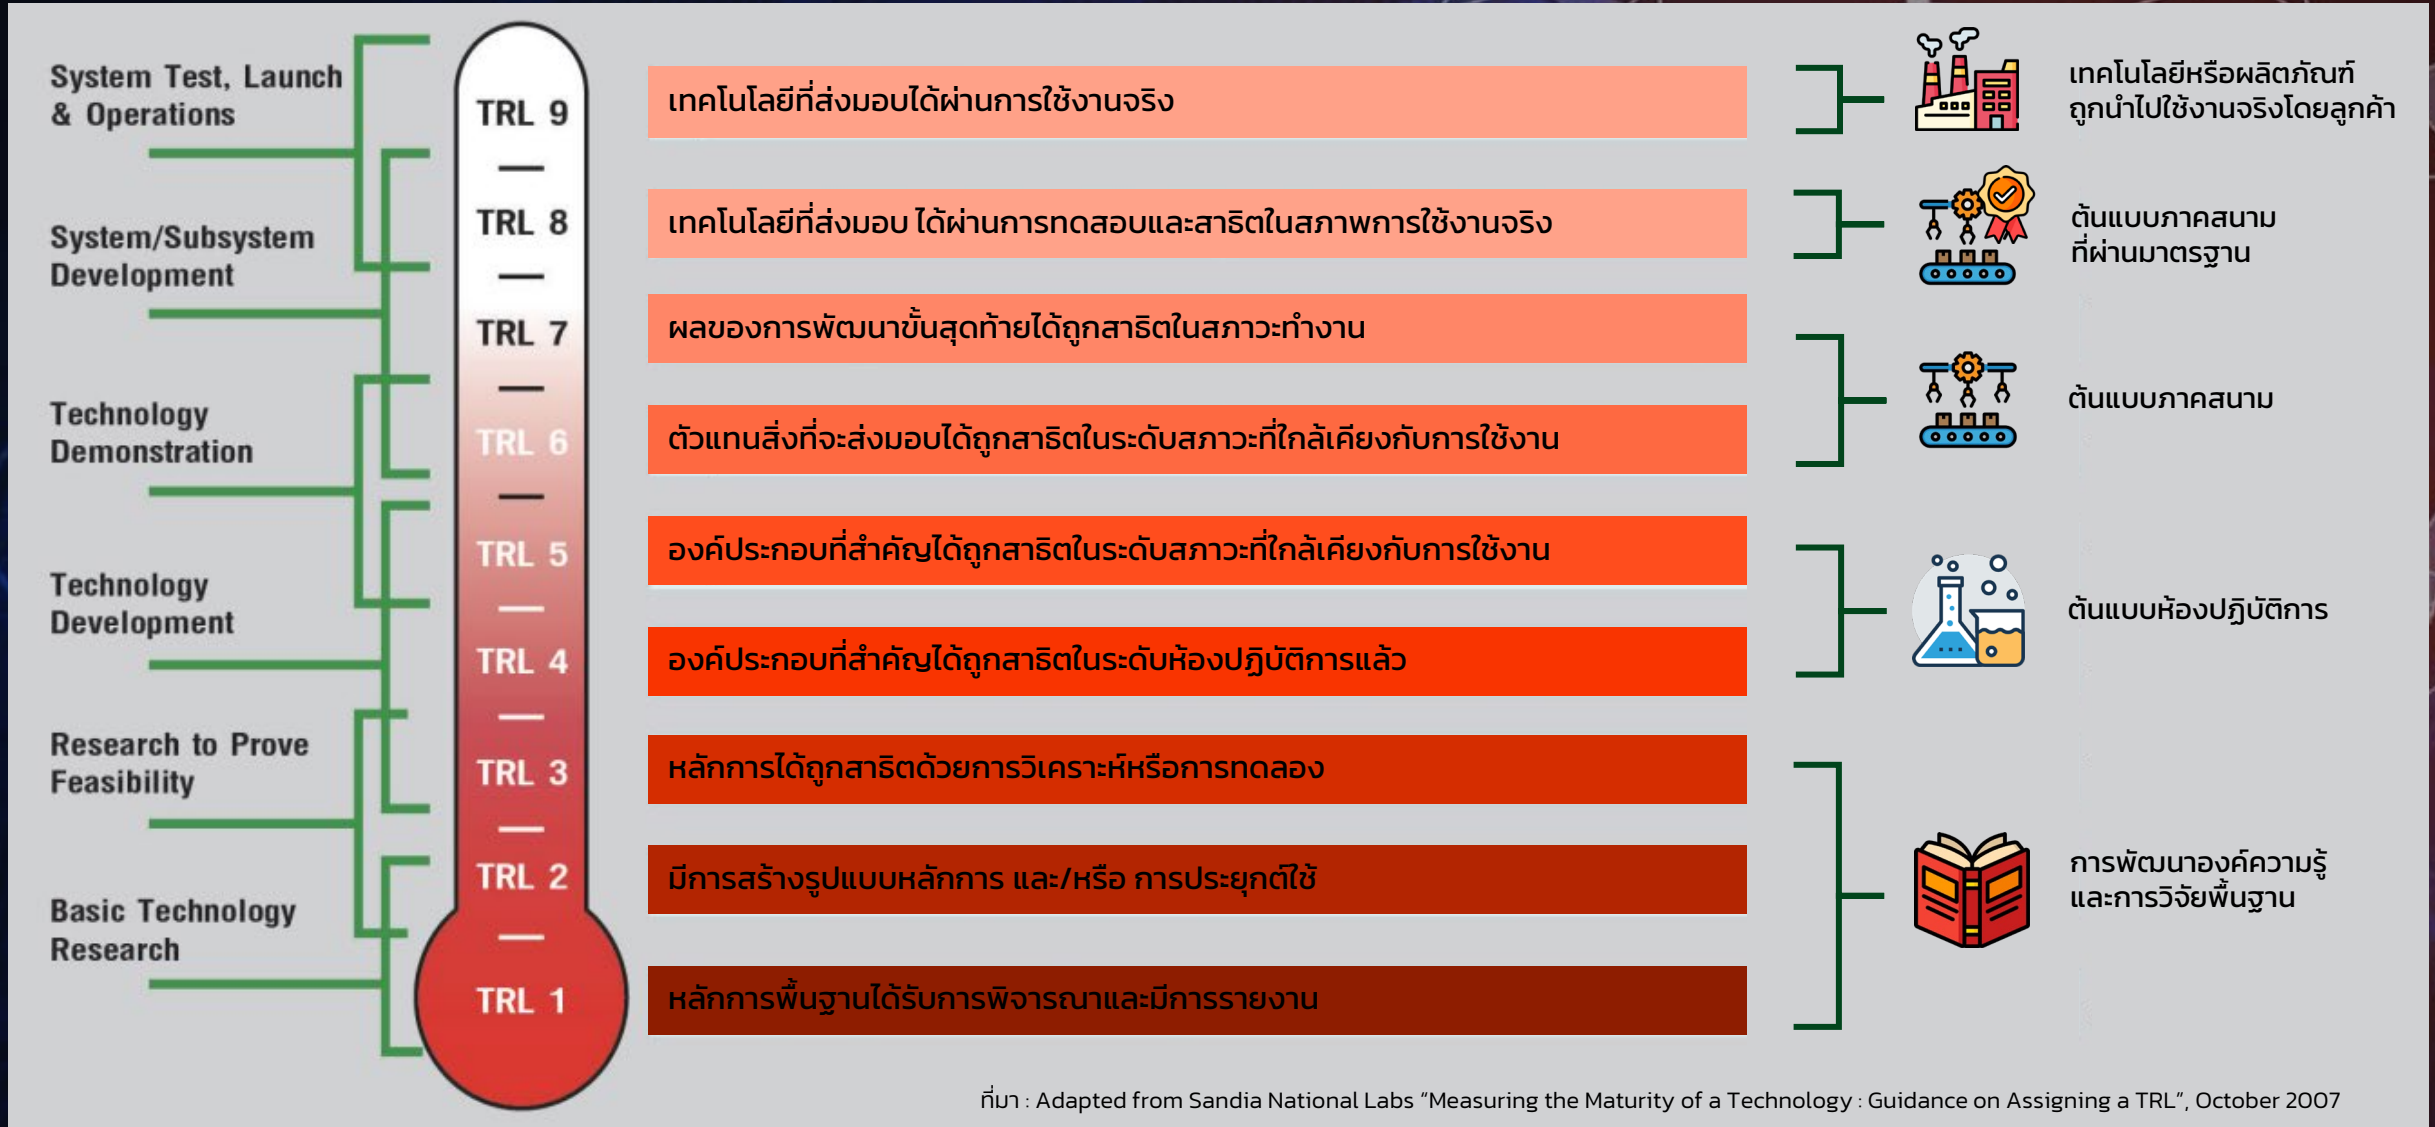 System Test, Launch
& Operations
System/Subsystem
Development
Technology
Demonstration
Technology
Development
Research to Prove
Feasibility
Basic Technology
Research
TRL 9
TRL 8
TRL 7
TRL 6
TRL 5
TRL 4
TRL 3
TRL 2
TRL 1
เทคโนโลยีที่ส่งมอบได้ผ่านการใช้งานจริง
เทคโนโลยีที่ส่งมอบ ได้ผ่านการทดสอบและสาธิตในสภาพการใช้งานจริง
ผลของการพัฒนาขั้นสุดท้ายได้ถูกสาธิตในสภาวะทำงาน
ตัวแทนสิ่งที่จะส่งมอบได้ถูกสาธิตในระดับสภาวะที่ใกล้เคียงกับการใช้งาน
องค์ประกอบที่สำคัญได้ถูกสาธิตในระดับสภาวะที่ใกล้เคียงกับการใช้งาน
องค์ประกอบที่สำคัญได้ถูกสาธิตในระดับห้องปฏิบัติการแล้ว
หลักการได้ถูกสาธิตด้วยการวิเคราะห์หรือการทดลอง
มีการสร้างรูปแบบหลักการ และ/หรือ การประยุกต์ใช้
หลักการพื้นฐานได้รับการพิจารณาและมีการรายงาน
เทคโนโลยีหรือผลิตภัณฑ์
ถูกนำไปใช้งานจริงโดยลูกค้า
ต้นแบบภาคสนาม
ที่ผ่านมาตรฐาน
ต้นแบบภาคสนาม
ต้นแบบห้องปฏิบัติการ
การพัฒนาองค์ความรู้
และการวิจัยพื้นฐาน
ที่มา : Adapted from Sandia National Labs “Measuring the Maturity of a Technology : Guidance on Assigning a TRL”, October 2007